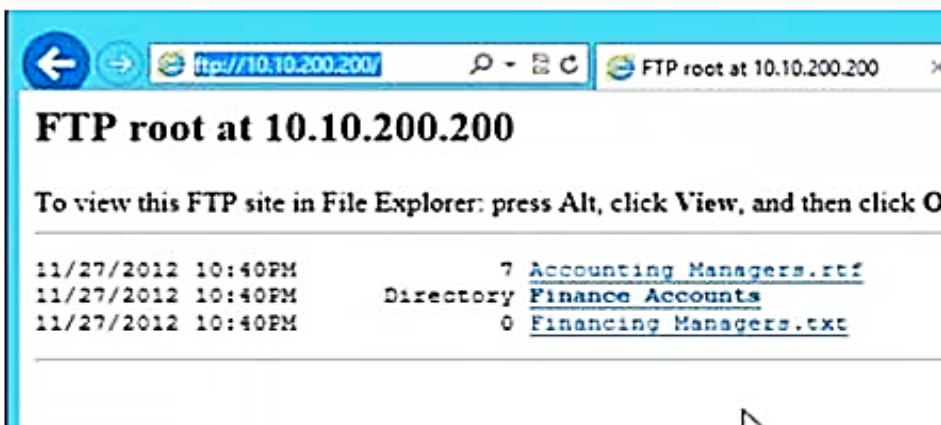 ftp://10.10.200.200/
FTP root at 10.10.200.200
FTP root at 10.10.200.200
To view this FTP site in File Explorer: press Alt, click View, and then click O
11/27/2012 10:40PM 7 Accounting Managers.rtf
11/27/2012 10:40PM Directory Finance Accounts
11/27/2012 10:40PM 0 Financing Managers.txt